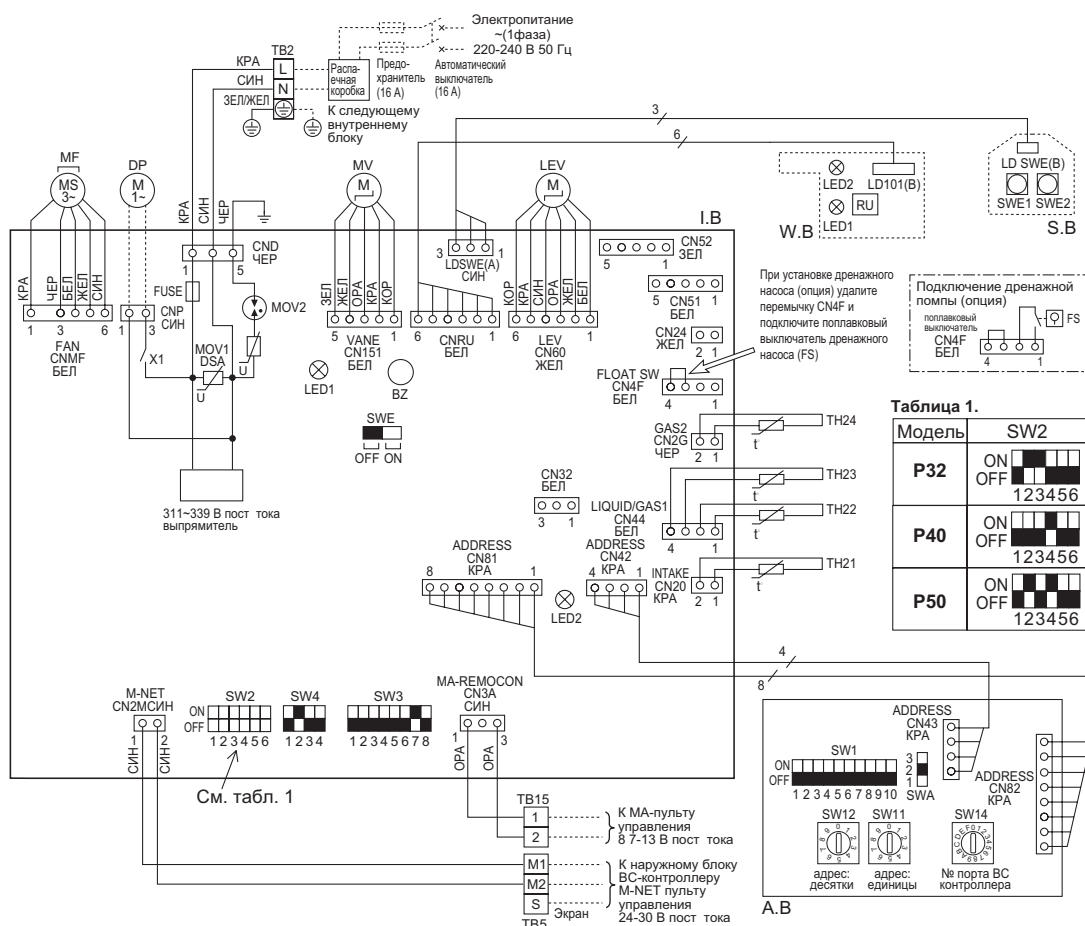 Электропитание
~(1фаза)
220-240 В 50 Гц
TB2
КРА
L
СИН
N
ЗЕЛ/ЖЕЛ
Распа-
ечная
коробка
Предо-
хранитель
(16 А)
Автоматический
выключатель
(16 А)
К следующему
внутреннему
блоку
3
6
LED2
LD101(B)
LED1
RU
W.B
LD SWE(B)
SWE1 SWE2
S.B
MF
MS
3~
DP
M
1~
MV
M
LEV
M
I.B
КРА
СИН
ЧЕР
CND
ЧЕР
1
5
КРА
ЧЕР
БЕЛ
ЖЕЛ
СИН
1
3
6
FAN
CNMF
БЕЛ
FUSE
CNP
СИН
1
3
X1
MOV1
DSA
U
MOV2
U
ЗЕЛ
ЖЕЛ
ОРА
КРА
КОР
5
1
VANE
CN151
БЕЛ
LED1
BZ
3
1
LDSWE(A)
СИН
6
1
CNRU
БЕЛ
КОР
КРА
СИН
ОРА
ЖЕЛ
БЕЛ
6
1
LEV
CN60
ЖЕЛ
CN52
ЗЕЛ
5
1
5
1
CN51
БЕЛ
CN24
ЖЕЛ
2 1
FLOAT SW
CN4F
БЕЛ
4
1
При установке дренажного
насоса (опция) удалите
перемычку CN4F и
подключите поплавковый
выключатель дренажного
насоса (FS)
Подключение дренажной
помпы (опция)
поплавковый
выключатель
CN4F
БЕЛ
4
1
FS
SWE
OFF ON
311~339 В пост тока
выпрямитель
GAS2
CN2G
ЧЕР
2 1
t
TH24
CN32
БЕЛ
3 1
LIQUID/GAS1
CN44
БЕЛ
4
1
t
TH23
t
TH22
ADDRESS
CN81
КРА
8
1
LED2
ADDRESS
CN42
КРА
4
1
INTAKE
CN20
КРА
2 1
t
TH21
Таблица 1.
Модель SW2
P32
ON
OFF
123456
P40
ON
OFF
123456
P50
ON
OFF
123456
4
8
M-NET
CN2MСИН
1
2
СИН
СИН
SW2
ON
OFF
1 2 3 4 5 6
SW4
1234
SW3
1 2 3 4 5 6 7 8
MA-REMOCON
CN3A
СИН
1
3
ОРА
ОРА
См. табл. 1
TB15
1
2
К МА-пульту
управления
8 7-13 В пост тока
M1
M2
S
TB5
Экран
К наружному блоку
ВС-контроллеру
M-NET пульту
управления
24-30 В пост тока
ADDRESS
CN43
КРА
SW1
ON
OFF
1 2 3 4 5 6 7 8 9 10
3
2
1
SWA
ADDRESS
CN82
КРА
SW12
SW11
SW14
адрес:
десятки
адрес:
единицы
№ порта ВС
контроллера
A.B